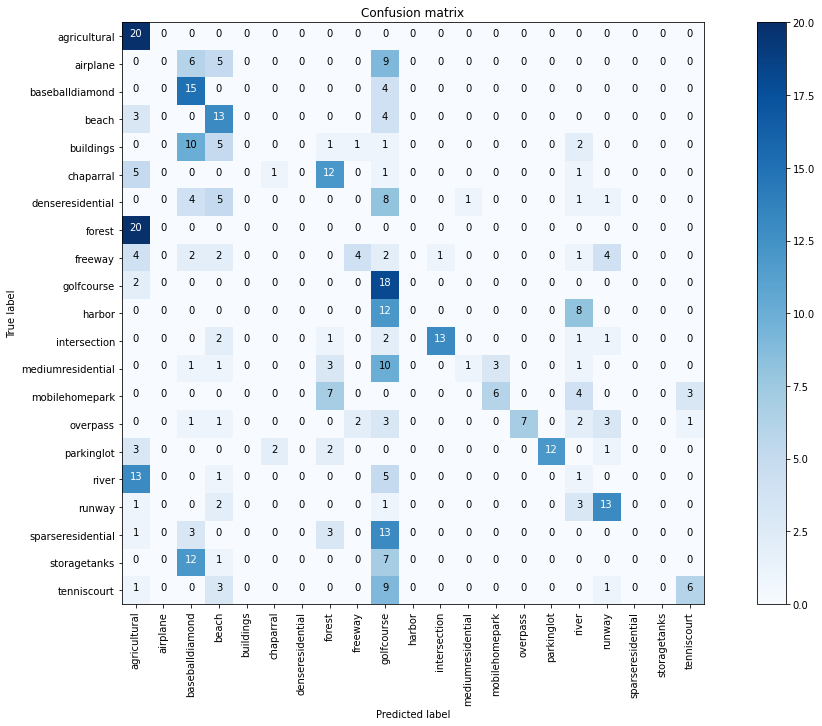 Confusion matrix
agricultural 20 0 0 0 0 0 0 0 0 0 0 0 0 0 0 0 0 0 0 0 0
airplane 0 0 6 5 0 0 0 0 0 9 0 0 0 0 0 0 0 0 0 0 0
baseballdiamond 0 0 15 0 0 0 0 0 0 4 0 0 0 0 0 0 0 0 0 0 0
beach 3 0 0 13 0 0 0 0 0 4 0 0 0 0 0 0 0 0 0 0 0
buildings 0 0 10 5 0 0 0 1 1 1 0 0 0 0 0 0 2 0 0 0 0
chaparral 5 0 0 0 0 1 0 12 0 1 0 0 0 0 0 0 1 0 0 0 0
denseresidential 0 0 4 5 0 0 0 0 0 8 0 0 1 0 0 0 1 1 0 0 0
forest 20 0 0 0 0 0 0 0 0 0 0 0 0 0 0 0 0 0 0 0 0
freeway 4 0 2 2 0 0 0 0 4 2 0 1 0 0 0 0 1 4 0 0 0
golfcourse 2 0 0 0 0 0 0 0 0 18 0 0 0 0 0 0 0 0 0 0 0
harbor 0 0 0 0 0 0 0 0 0 12 0 0 0 0 0 0 8 0 0 0 0
intersection 0 0 0 2 0 0 0 1 0 2 0 13 0 0 0 0 1 1 0 0 0
mediumresidential 0 0 1 1 0 0 0 3 0 10 0 0 1 3 0 0 1 0 0 0 0
mobilehomepark 0 0 0 0 0 0 0 7 0 0 0 0 0 6 0 0 4 0 0 0 3
overpass 0 0 1 1 0 0 0 0 2 3 0 0 0 0 7 0 2 3 0 0 1
parkinglot 3 0 0 0 0 2 0 2 0 0 0 0 0 0 0 12 0 1 0 0 0
river 13 0 0 1 0 0 0 0 0 5 0 0 0 0 0 0 1 0 0 0 0
runway 1 0 0 2 0 0 0 0 0 1 0 0 0 0 0 0 3 13 0 0 0
sparseresidential 1 0 3 0 0 0 0 3 0 13 0 0 0 0 0 0 0 0 0 0 0
storagetanks 0 0 12 1 0 0 0 0 0 7 0 0 0 0 0 0 0 0 0 0 0
tenniscourt 1 0 0 3 0 0 0 0 0 9 0 0 0 0 0 0 0 1 0 0 6
True label
agricultural
airplane
baseballdiamond
beach
buildings
chaparral
denseresidential
forest
freeway
golfcourse
harbor
intersection
mediumresidential
mobilehomepark
overpass
parkinglot
river
runway
sparseresidential
storagetanks
tenniscourt
Predicted label
20.0
17.5
15.0
12.5
10.0
7.5
5.0
2.5
0.0